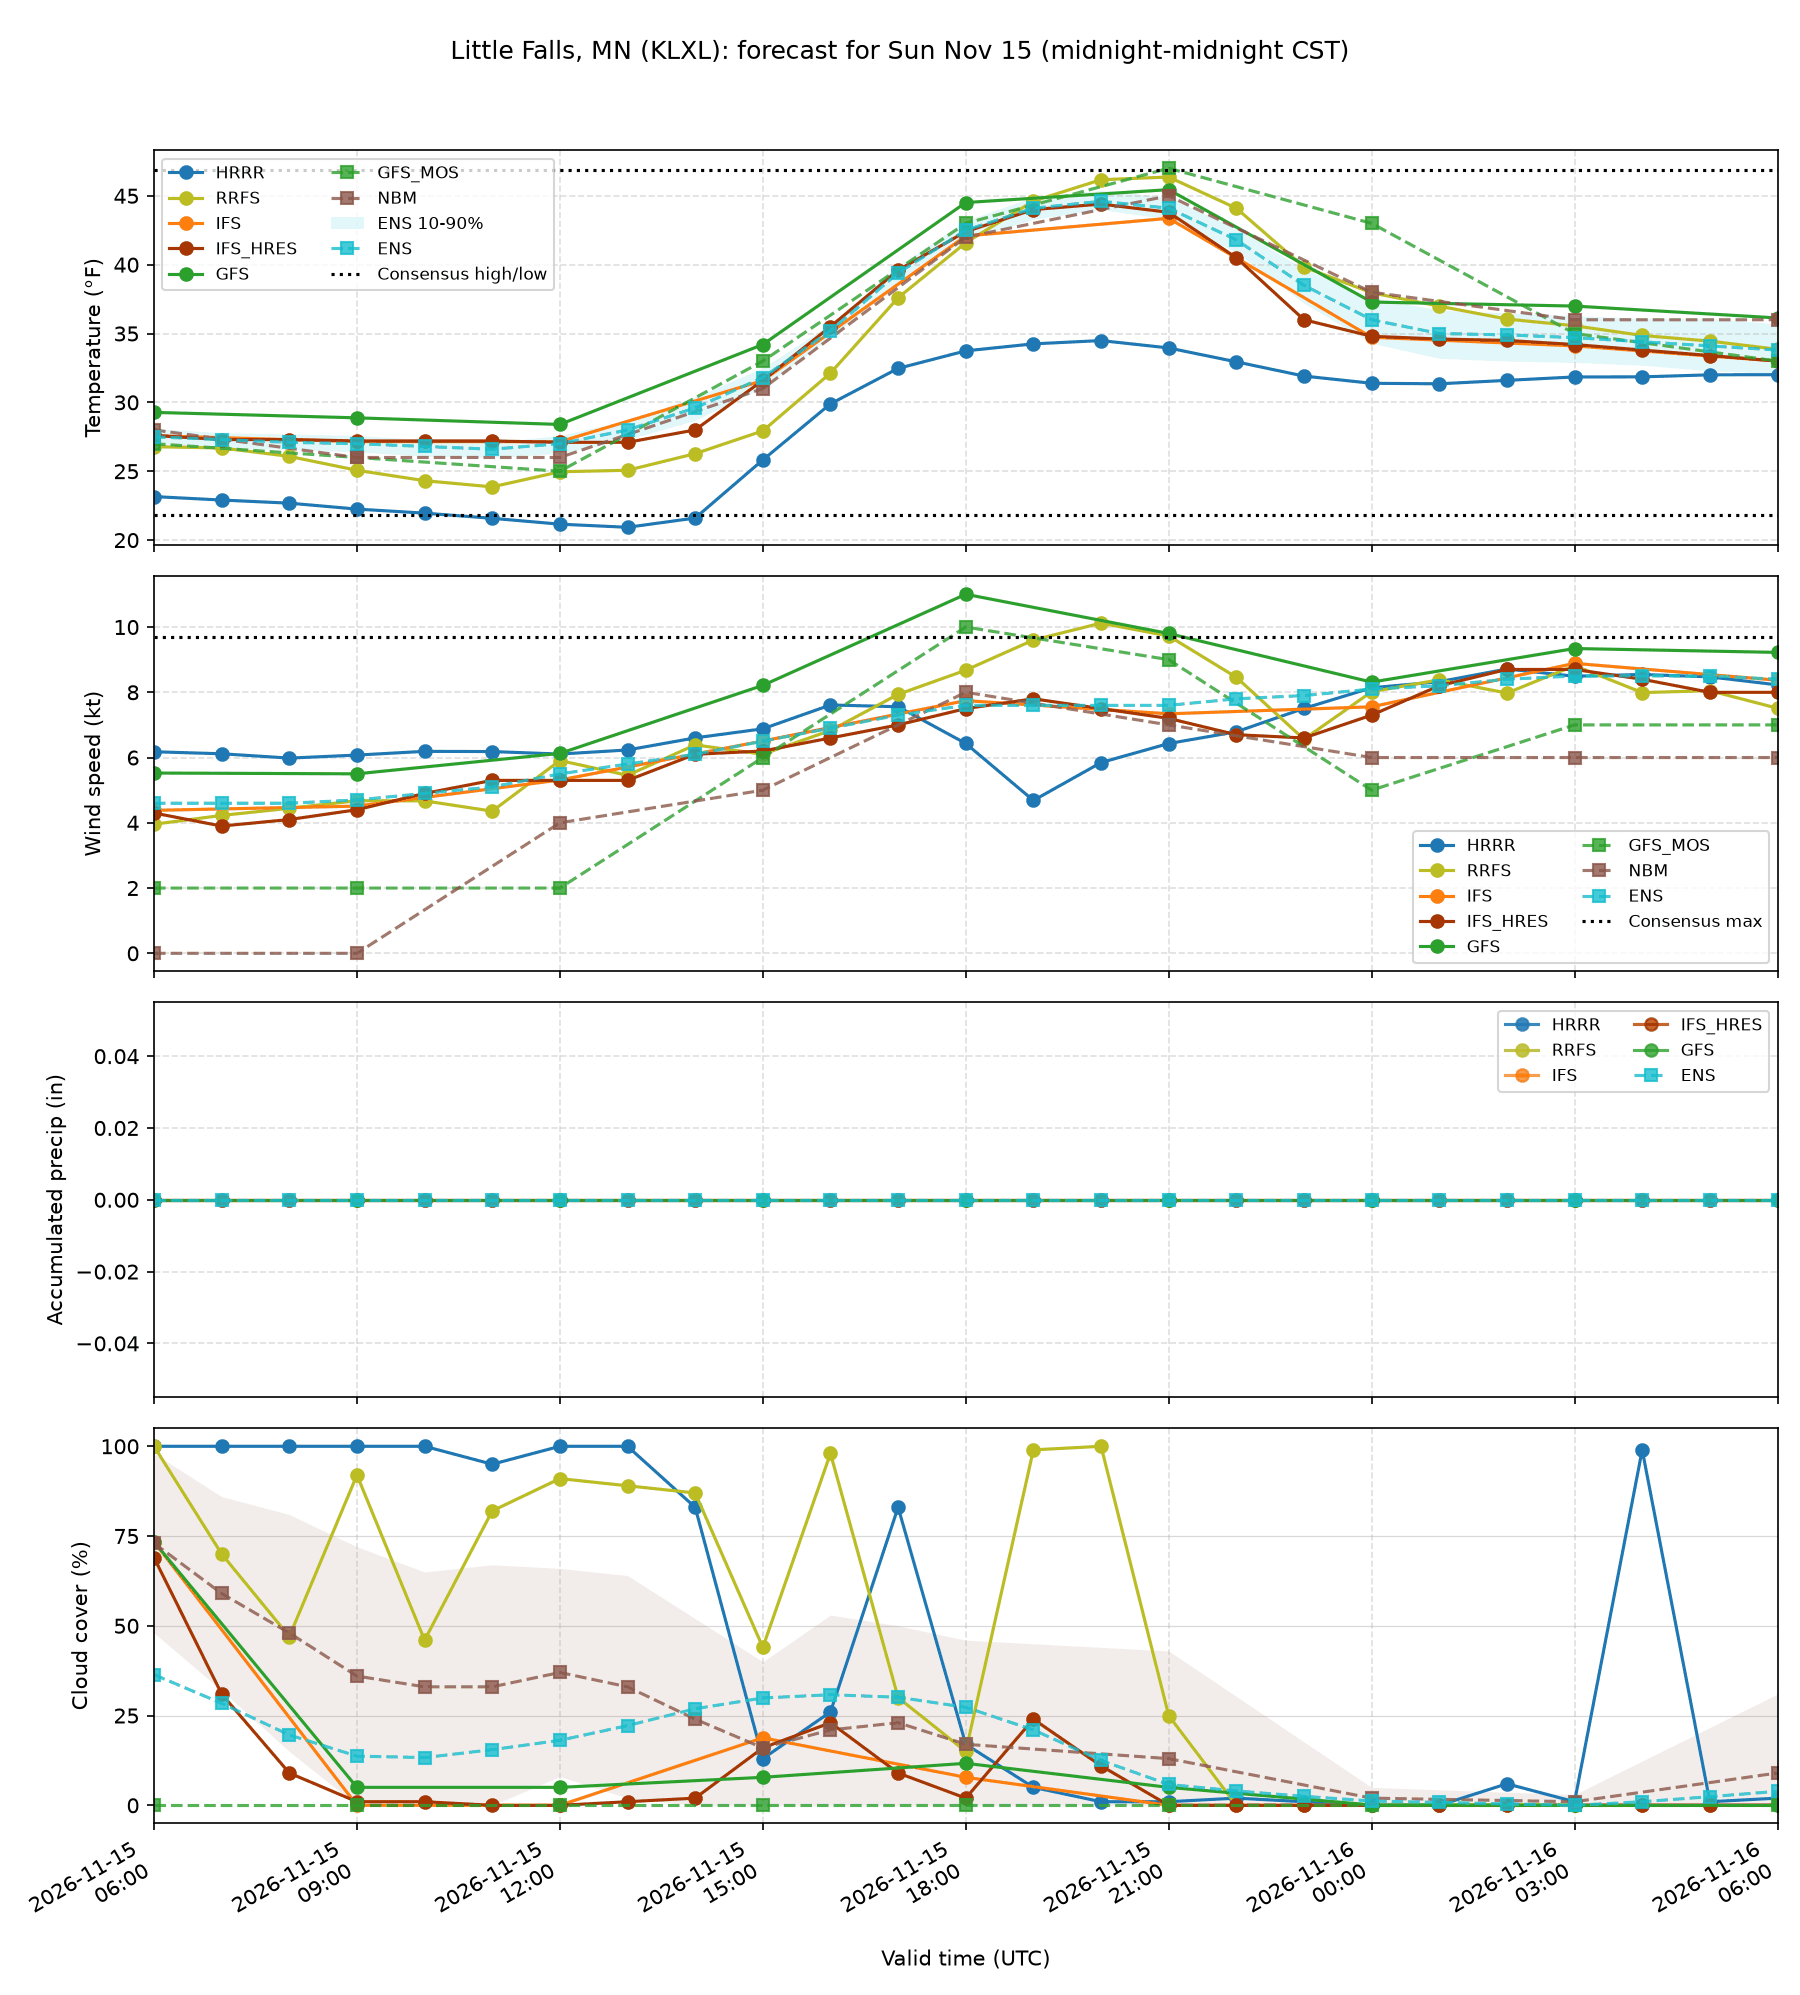 Little Falls, MN (KLXL): forecast for Sun Nov 15 (midnight-midnight CST)
Temperature (°F)
45
40
35
30
25
20
HRRR
RRFS
IFS
IFS_HRES
GFS
GFS_MOS
NBM
ENS 10-90%
ENS
Consensus high/low
Wind speed (kt)
10
8
6
4
2
0
HRRR
RRFS
IFS
IFS_HRES
GFS
GFS_MOS
NBM
ENS
Consensus max
Accumulated precip (in)
0.04
0.02
0.00
−0.02
−0.04
HRRR
RRFS
IFS
IFS_HRES
GFS
ENS
Cloud cover (%)
100
75
50
25
0
2026-11-15
06:00
2026-11-15
09:00
2026-11-15
12:00
2026-11-15
15:00
2026-11-15
18:00
2026-11-15
21:00
2026-11-16
00:00
2026-11-16
03:00
2026-11-16
06:00
Valid time (UTC)